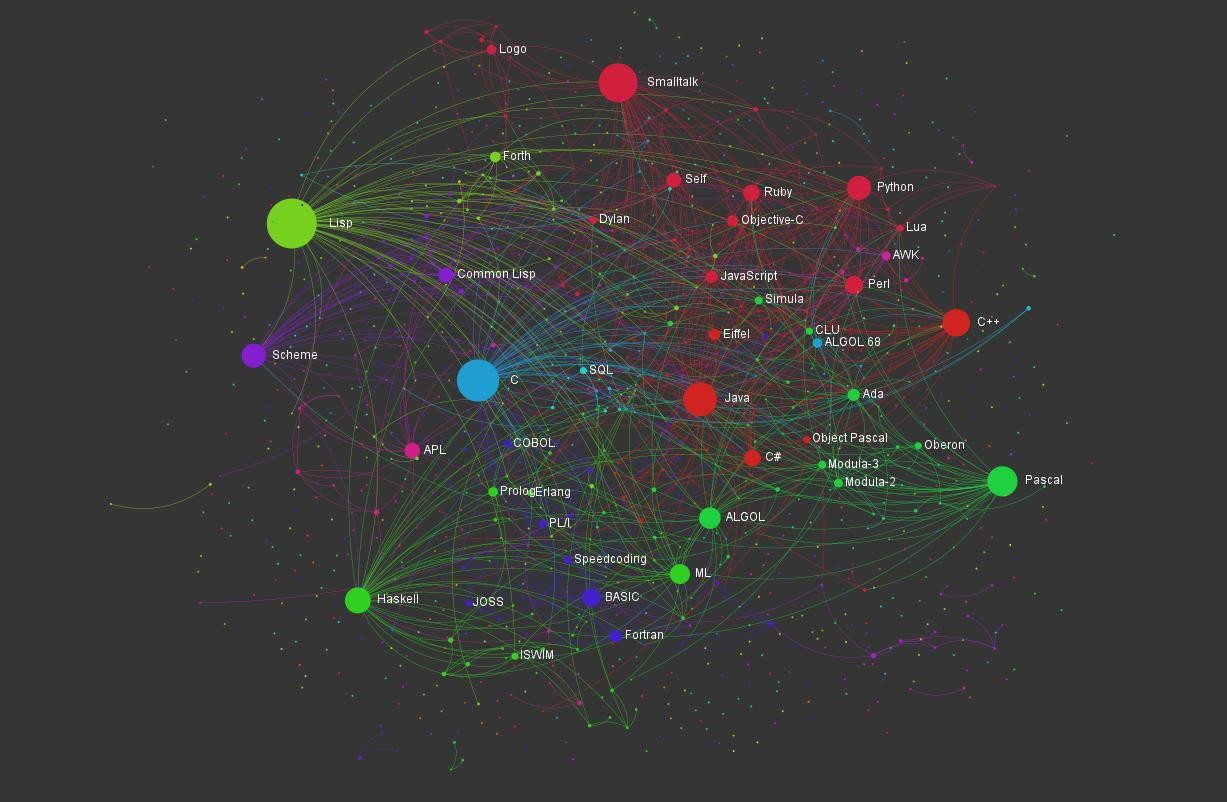 Logo
Smalltalk
Forth
Self
Ruby
Python
Lisp
Dylan
Objective-C
Lua
AWK
Common Lisp
JavaScript
Perl
Simula
C++
CLU
Eiffel
ALGOL 68
Scheme
SQL
C
Java
Ada
Object Pascal
COBOL
Oberon
APL
C#
Modula-3
Pascal
Modula-2
Prolog
Erlang
ALGOL
PL/I
Speedcoding
ML
BASIC
Haskell
JOSS
Fortran
ISWIM